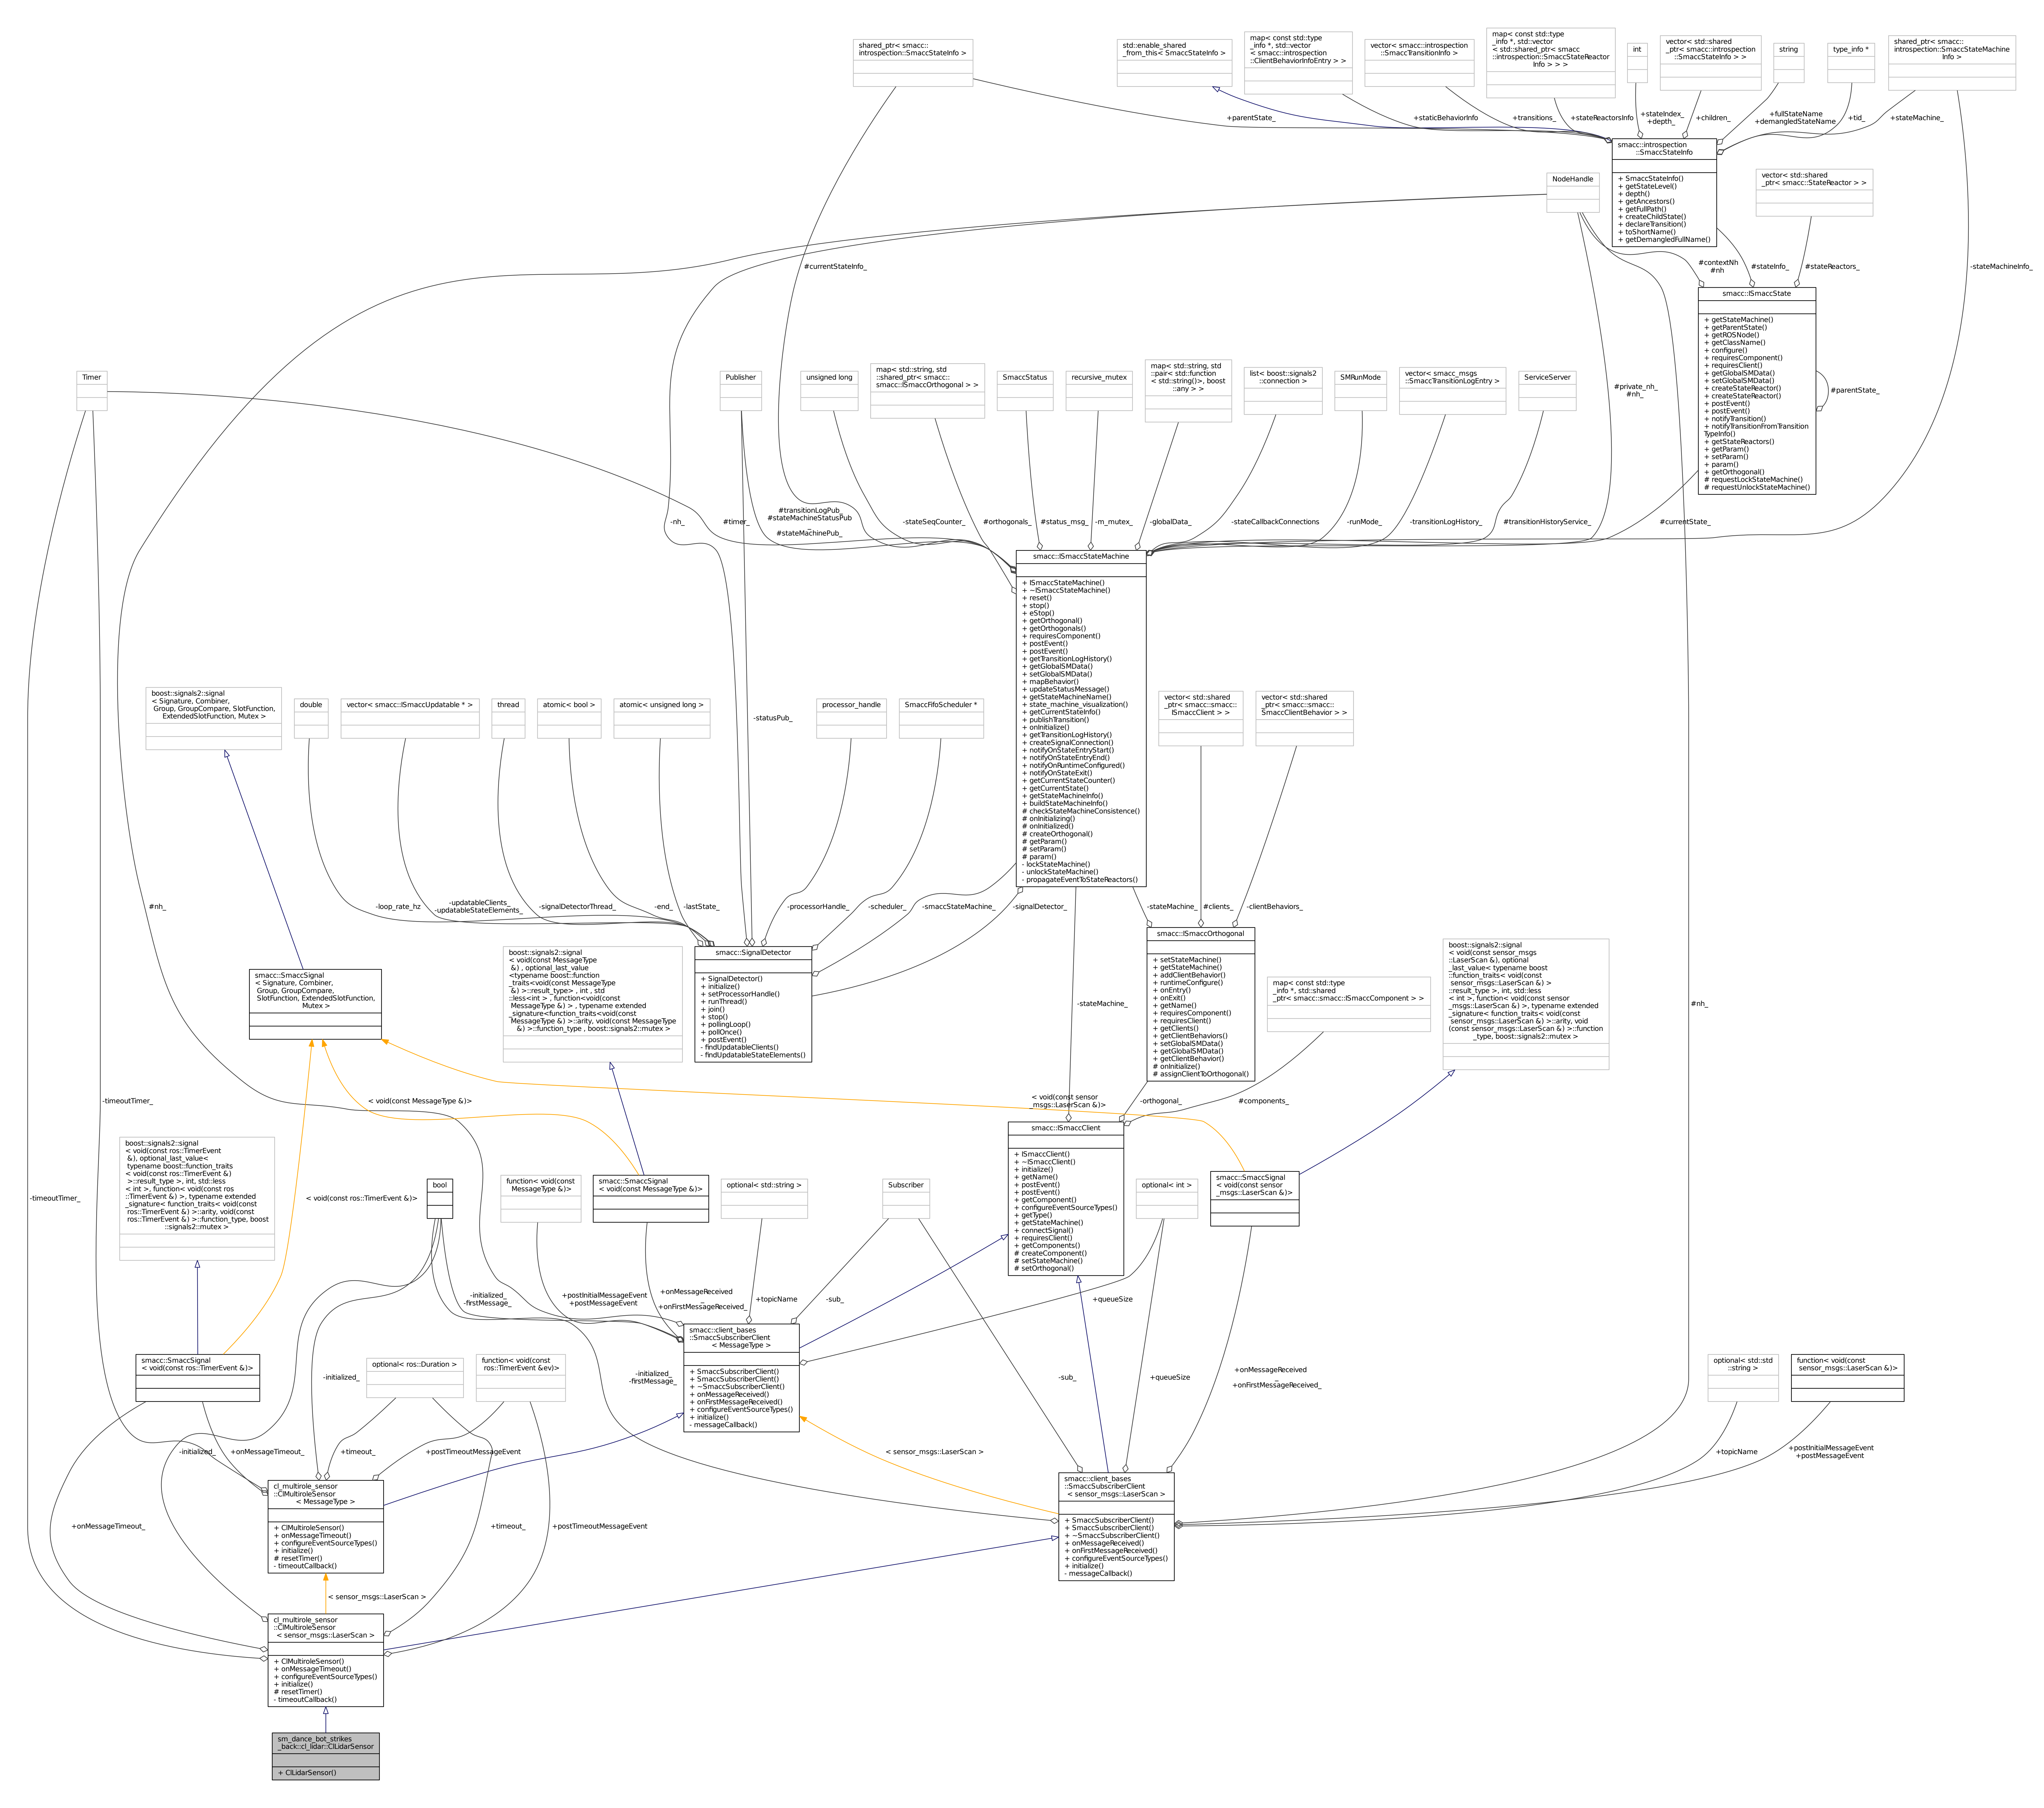 shared_ptr< smacc::
introspection::SmaccStateInfo >
std::enable_shared
_from_this< SmaccStateInfo >
map< const std::type
_info *, std::vector
< smacc::introspection
::ClientBehaviorInfoEntry > >
vector< smacc::introspection
::SmaccTransitionInfo >
map< const std::type
_info *, std::vector
< std::shared_ptr< smacc
::introspection::SmaccStateReactor
Info > > >
int
vector< std::shared
_ptr< smacc::introspection
::SmaccStateInfo > >
string
type_info *
shared_ptr< smacc::
introspection::SmaccStateMachine
Info >
+parentState_
+staticBehaviorInfo
+transitions_
+stateReactorsInfo
+stateIndex_
+depth_
+children_
+fullStateName
+demangledStateName
+tid_
+stateMachine_
smacc::introspection
::SmaccStateInfo
+ SmaccStateInfo()
+ getStateLevel()
+ depth()
+ getAncestors()
+ getFullPath()
+ createChildState()
+ declareTransition()
+ toShortName()
+ getDemangledFullName()
NodeHandle
vector< std::shared
_ptr< smacc::StateReactor > >
#currentStateInfo_
#contextNh
#nh
#stateInfo_
#stateReactors_
-stateMachineInfo_
smacc::ISmaccState
+ getStateMachine()
+ getParentState()
+ getROSNode()
+ getClassName()
+ configure()
+ requiresComponent()
+ requiresClient()
+ getGlobalSMData()
+ setGlobalSMData()
+ createStateReactor()
+ createStateReactor()
+ postEvent()
+ postEvent()
+ notifyTransition()
+ notifyTransitionFromTransition
TypeInfo()
+ getStateReactors()
+ getParam()
+ setParam()
+ param()
+ getOrthogonal()
# requestLockStateMachine()
# requestUnlockStateMachine()
#parentState_
Timer
Publisher
unsigned long
map< std::string, std
::shared_ptr< smacc::
smacc::ISmaccOrthogonal > >
SmaccStatus
recursive_mutex
map< std::string, std
::pair< std::function
< std::string()>, boost
::any > >
list< boost::signals2
::connection >
SMRunMode
vector< smacc_msgs
::SmaccTransitionLogEntry >
ServiceServer
#private_nh_
#nh_
-nh_
#timer_
#transitionLogPub_
#stateMachineStatusPub
_
#stateMachinePub_
-stateSeqCounter_
#orthogonals_
#status_msg_
-m_mutex_
-globalData_
-stateCallbackConnections
-runMode_
-transitionLogHistory_
#transitionHistoryService_
#currentState_
smacc::ISmaccStateMachine
+ ISmaccStateMachine()
+ ~ISmaccStateMachine()
+ reset()
+ stop()
+ eStop()
+ getOrthogonal()
+ getOrthogonals()
+ requiresComponent()
+ postEvent()
+ postEvent()
+ getTransitionLogHistory()
+ getGlobalSMData()
+ setGlobalSMData()
+ mapBehavior()
+ updateStatusMessage()
+ getStateMachineName()
+ state_machine_visualization()
+ getCurrentStateInfo()
+ publishTransition()
+ onInitialize()
+ getTransitionLogHistory()
+ createSignalConnection()
+ notifyOnStateEntryStart()
+ notifyOnStateEntryEnd()
+ notifyOnRuntimeConfigured()
+ notifyOnStateExit()
+ getCurrentStateCounter()
+ getCurrentState()
+ getStateMachineInfo()
+ buildStateMachineInfo()
# checkStateMachineConsistence()
# onInitializing()
# onInitialized()
# createOrthogonal()
# getParam()
# setParam()
# param()
- lockStateMachine()
- unlockStateMachine()
- propagateEventToStateReactors()
boost::signals2::signal
< Signature, Combiner,
Group, GroupCompare, SlotFunction,
ExtendedSlotFunction, Mutex >
double
vector< smacc::ISmaccUpdatable * >
thread
atomic< bool >
atomic< unsigned long >
-statusPub_
processor_handle
SmaccFifoScheduler *
vector< std::shared
_ptr< smacc::smacc::
ISmaccClient > >
vector< std::shared
_ptr< smacc::smacc::
SmaccClientBehavior > >
#nh_
-loop_rate_hz
-updatableClients_
-updatableStateElements_
-signalDetectorThread_
-end_
-lastState_
-processorHandle_
-scheduler_
-smaccStateMachine_
-signalDetector_
-stateMachine_
#clients_
-clientBehaviors_
smacc::SignalDetector
+ SignalDetector()
+ initialize()
+ setProcessorHandle()
+ runThread()
+ join()
+ stop()
+ pollingLoop()
+ pollOnce()
+ postEvent()
- findUpdatableClients()
- findUpdatableStateElements()
smacc::ISmaccOrthogonal
+ setStateMachine()
+ getStateMachine()
+ addClientBehavior()
+ runtimeConfigure()
+ onEntry()
+ onExit()
+ getName()
+ requiresComponent()
+ requiresClient()
+ getClients()
+ getClientBehaviors()
+ setGlobalSMData()
+ getGlobalSMData()
+ getClientBehavior()
# onInitialize()
# assignClientToOrthogonal()
smacc::SmaccSignal
< Signature, Combiner,
Group, GroupCompare,
SlotFunction, ExtendedSlotFunction,
Mutex >
boost::signals2::signal
< void(const MessageType
&) , optional_last_value
<typename boost::function
_traits<void(const MessageType
&) >::result_type> , int , std
::less<int > , function<void(const
MessageType &) > , typename extended
_signature<function_traits<void(const
MessageType &) >::arity, void(const MessageType
&) >::function_type , boost::signals2::mutex >
map< const std::type
_info *, std::shared
_ptr< smacc::smacc::ISmaccComponent > >
boost::signals2::signal
< void(const sensor_msgs
::LaserScan &), optional
_last_value< typename boost
::function_traits< void(const
sensor_msgs::LaserScan &) >
::result_type >, int, std::less
< int >, function< void(const sensor
_msgs::LaserScan &) >, typename extended
_signature< function_traits< void(const
sensor_msgs::LaserScan &) >::arity, void
(const sensor_msgs::LaserScan &) >::function
_type, boost::signals2::mutex >
-stateMachine_
#nh_
-timeoutTimer_
< void(const MessageType &)>
< void(const sensor
_msgs::LaserScan &)>
-orthogonal_
#components_
smacc::ISmaccClient
+ ISmaccClient()
+ ~ISmaccClient()
+ initialize()
+ getName()
+ postEvent()
+ postEvent()
+ getComponent()
+ configureEventSourceTypes()
+ getType()
+ getStateMachine()
+ connectSignal()
+ requiresClient()
+ getComponents()
# createComponent()
# setStateMachine()
# setOrthogonal()
boost::signals2::signal
< void(const ros::TimerEvent
&), optional_last_value<
typename boost::function_traits
< void(const ros::TimerEvent &)
>::result_type >, int, std::less
< int >, function< void(const ros
::TimerEvent &) >, typename extended
_signature< function_traits< void(const
ros::TimerEvent &) >::arity, void(const
ros::TimerEvent &) >::function_type, boost
::signals2::mutex >
-timeoutTimer_
< void(const ros::TimerEvent &)>
bool
function< void(const
MessageType &)>
smacc::SmaccSignal
< void(const MessageType &)>
optional< std::string >
Subscriber
optional< int >
smacc::SmaccSignal
< void(const sensor
_msgs::LaserScan &)>
-initialized_
-firstMessage_
+postInitialMessageEvent
+postMessageEvent
+onMessageReceived
_
+onFirstMessageReceived_
+topicName
-sub_
+queueSize
smacc::client_bases
::SmaccSubscriberClient
< MessageType >
+ SmaccSubscriberClient()
+ SmaccSubscriberClient()
+ ~SmaccSubscriberClient()
+ onMessageReceived()
+ onFirstMessageReceived()
+ configureEventSourceTypes()
+ initialize()
- messageCallback()
smacc::SmaccSignal
< void(const ros::TimerEvent &)>
optional< ros::Duration >
function< void(const
ros::TimerEvent &ev)>
-initialized_
-initialized_
-firstMessage_
-sub_
+queueSize
+onMessageReceived
_
+onFirstMessageReceived_
optional< std::std
::string >
function< void(const
sensor_msgs::LaserScan &)>
-initialized_
+onMessageTimeout_
+timeout_
+postTimeoutMessageEvent
< sensor_msgs::LaserScan >
+topicName
+postInitialMessageEvent
+postMessageEvent
cl_multirole_sensor
::ClMultiroleSensor
< MessageType >
+ ClMultiroleSensor()
+ onMessageTimeout()
+ configureEventSourceTypes()
+ initialize()
# resetTimer()
- timeoutCallback()
smacc::client_bases
::SmaccSubscriberClient
< sensor_msgs::LaserScan >
+ SmaccSubscriberClient()
+ SmaccSubscriberClient()
+ ~SmaccSubscriberClient()
+ onMessageReceived()
+ onFirstMessageReceived()
+ configureEventSourceTypes()
+ initialize()
- messageCallback()
+onMessageTimeout_
+timeout_
+postTimeoutMessageEvent
< sensor_msgs::LaserScan >
cl_multirole_sensor
::ClMultiroleSensor
< sensor_msgs::LaserScan >
+ ClMultiroleSensor()
+ onMessageTimeout()
+ configureEventSourceTypes()
+ initialize()
# resetTimer()
- timeoutCallback()
sm_dance_bot_strikes
_back::cl_lidar::ClLidarSensor
+ ClLidarSensor()